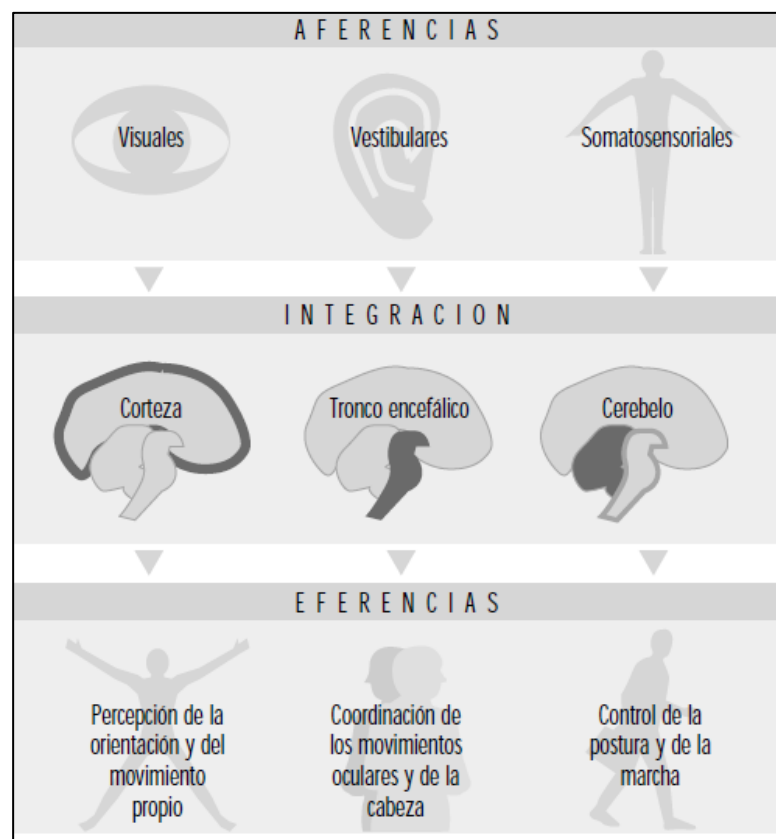 AFERENCIAS
Visuales
Vestibulares
Somatosensoriales
INTEGRACION
Corteza
Tronco encefálico
Cerebelo
EFERENCIAS
Percepción de la
orientación y del
movimiento
propio
Coordinación de
los movimientos
oculares y de la
cabeza
Control de la
postura y de la
marcha